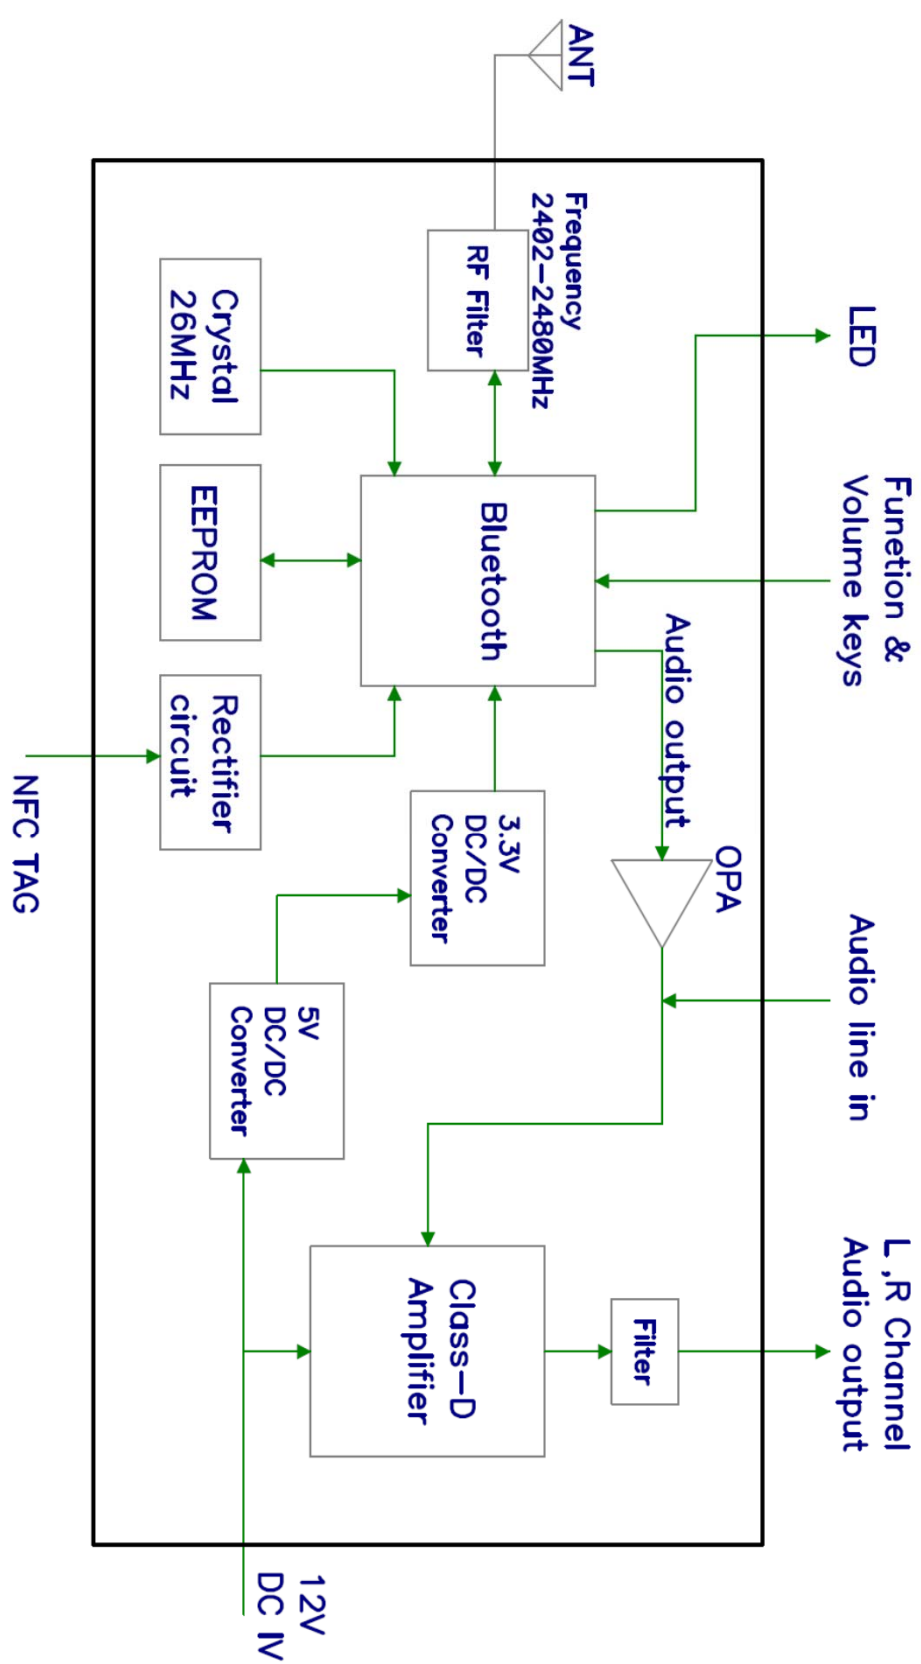 ANT
Frequency
2402-2480MHz
RF Filter
Crystal
26MHz
LED
Bluetooth
EEPROM
Funetion &
Volume keys
Audio output
Rectifier
circuit
NFC TAG
3.3V
DC/DC
Converter
OPA
Audio line in
5V
DC/DC
Converter
Class-D
Amplifier
Filter
L ,R Channel
Audio output
12V
DC IV